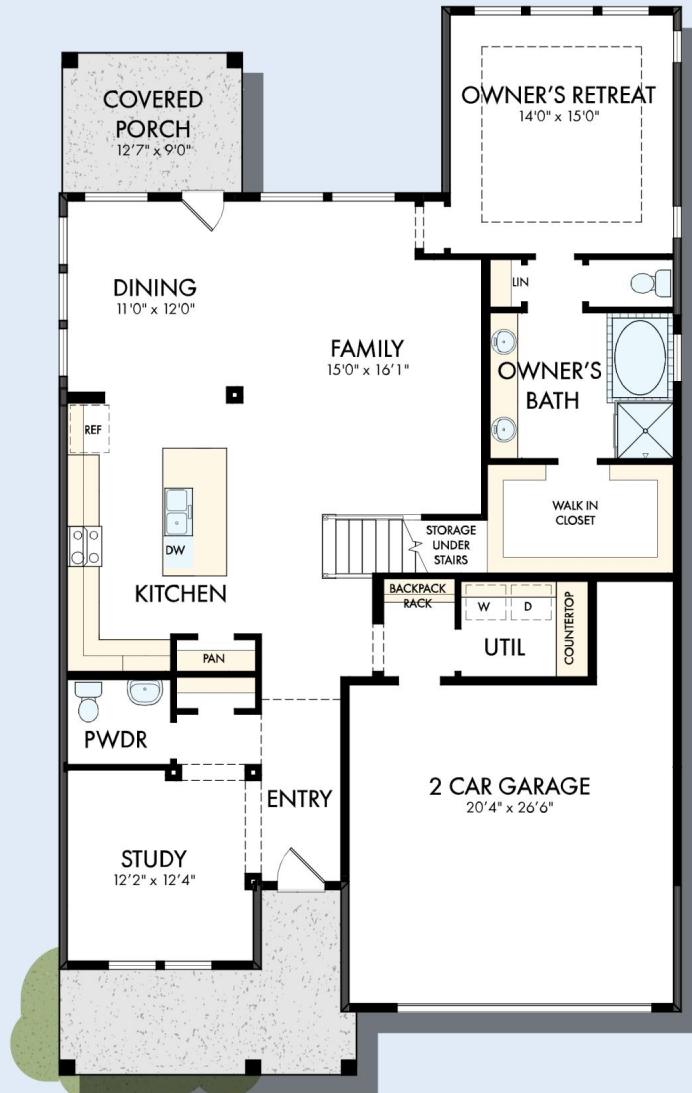 COVERED
PORCH
12'7" x 9'0"
OWNER'S RETREAT
14'0" x 15'0"
DINING
11'0" x 12'0"
FAMILY
15'0" x 16'1"
LIN
OWNER'S
BATH
REF
DW
KITCHEN
STORAGE
UNDER
STAIRS
WALK IN
CLOSET
BACKPACK
RACK
W
D
COUNTERTOP
UTIL
PAN
PWDR
ENTRY
2 CAR GARAGE
20'4" x 26'6"
STUDY
12'2" x 12'4"